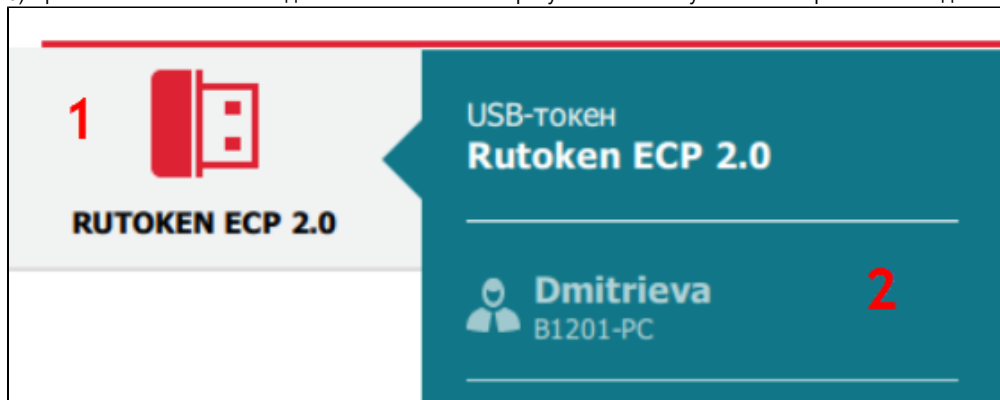 1
RUTOKEN ECP 2.0
USB-токен
Rutoken ECP 2.0
Dmitrieva
B1201-PC
2